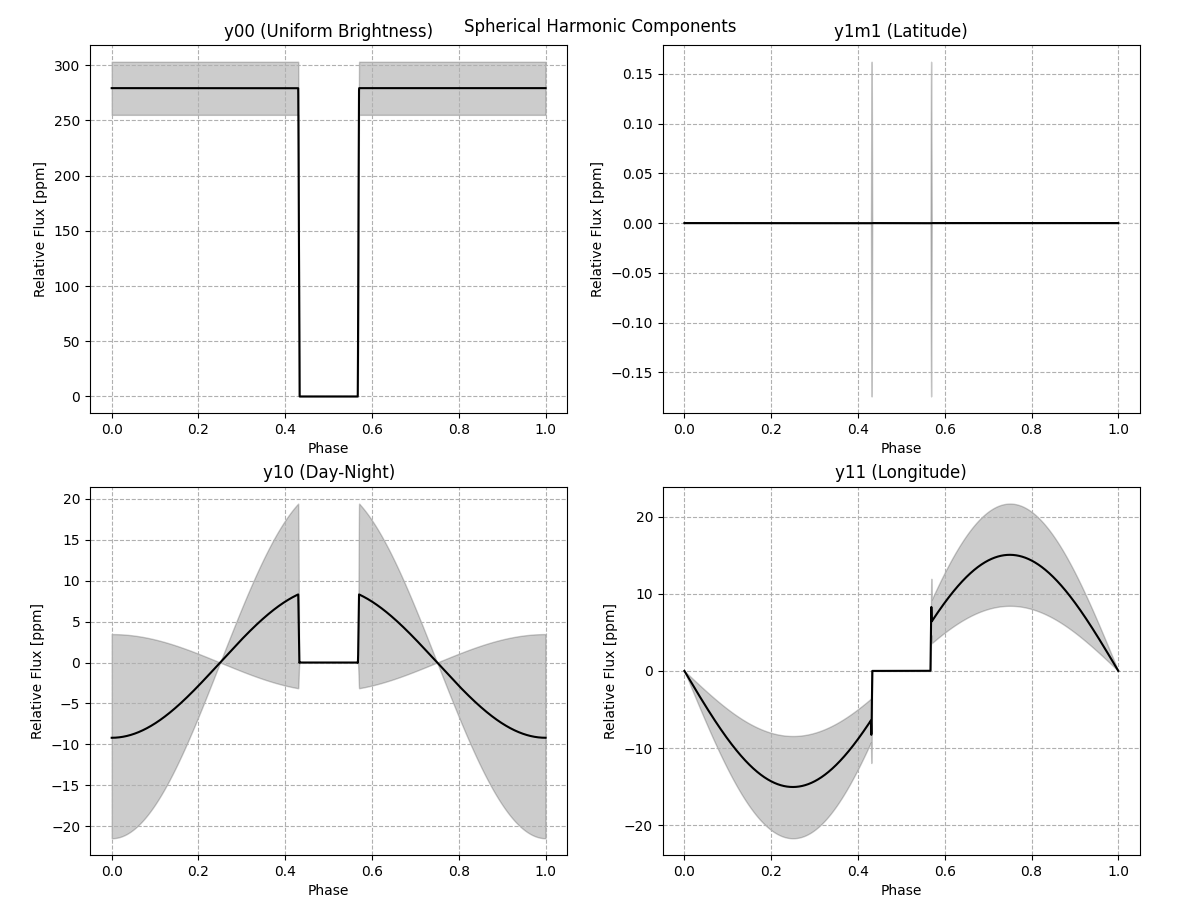 Spherical Harmonic Components
y00 (Uniform Brightness)
300
250
200
150
100
50
0
Relative Flux [ppm]
0.0 0.2 0.4 0.6 0.8 1.0
Phase
y1m1 (Latitude)
0.15
0.10
0.05
0.00
−0.05
−0.10
−0.15
Relative Flux [ppm]
0.0 0.2 0.4 0.6 0.8 1.0
Phase
y10 (Day-Night)
20
15
10
5
0
−5
−10
−15
−20
Relative Flux [ppm]
0.0 0.2 0.4 0.6 0.8 1.0
Phase
y11 (Longitude)
20
10
0
−10
−20
Relative Flux [ppm]
0.0 0.2 0.4 0.6 0.8 1.0
Phase